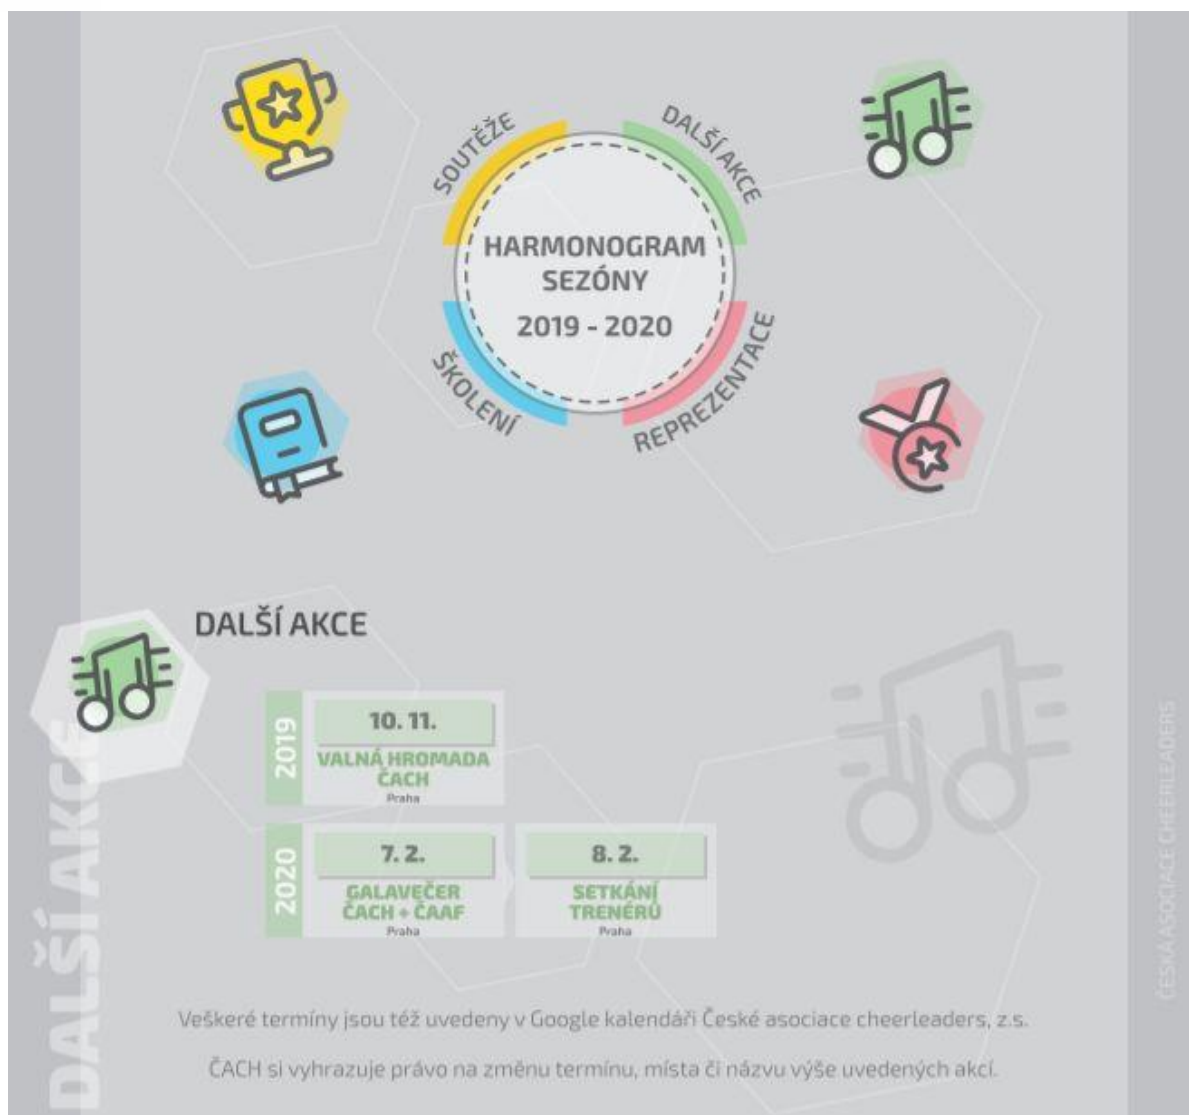 SOUTĚŽE
DALŠÍ AKCE
HARMONOGRAM
SEZÓNY
2019 - 2020
ŠKOLENÍ
REPREZENTACE
DALŠÍ AKCE
2019
10. 11.
VALNÁ HROMADA
ČACH
Praha
2020
7. 2.
GALAVEČER
ČACH + ČAAF
Praha
8. 2.
SETKÁNÍ
TRENÉRŮ
Praha
DALŠÍ AKCE
ČESKÁ ASOCIACE CHEERLEADERS
Veškeré termíny jsou též uvedeny v Google kalendáři České asociace cheerleaders, z.s.
ČACH si vyhrazuje právo na změnu termínu, místa či názvu výše uvedených akcí.